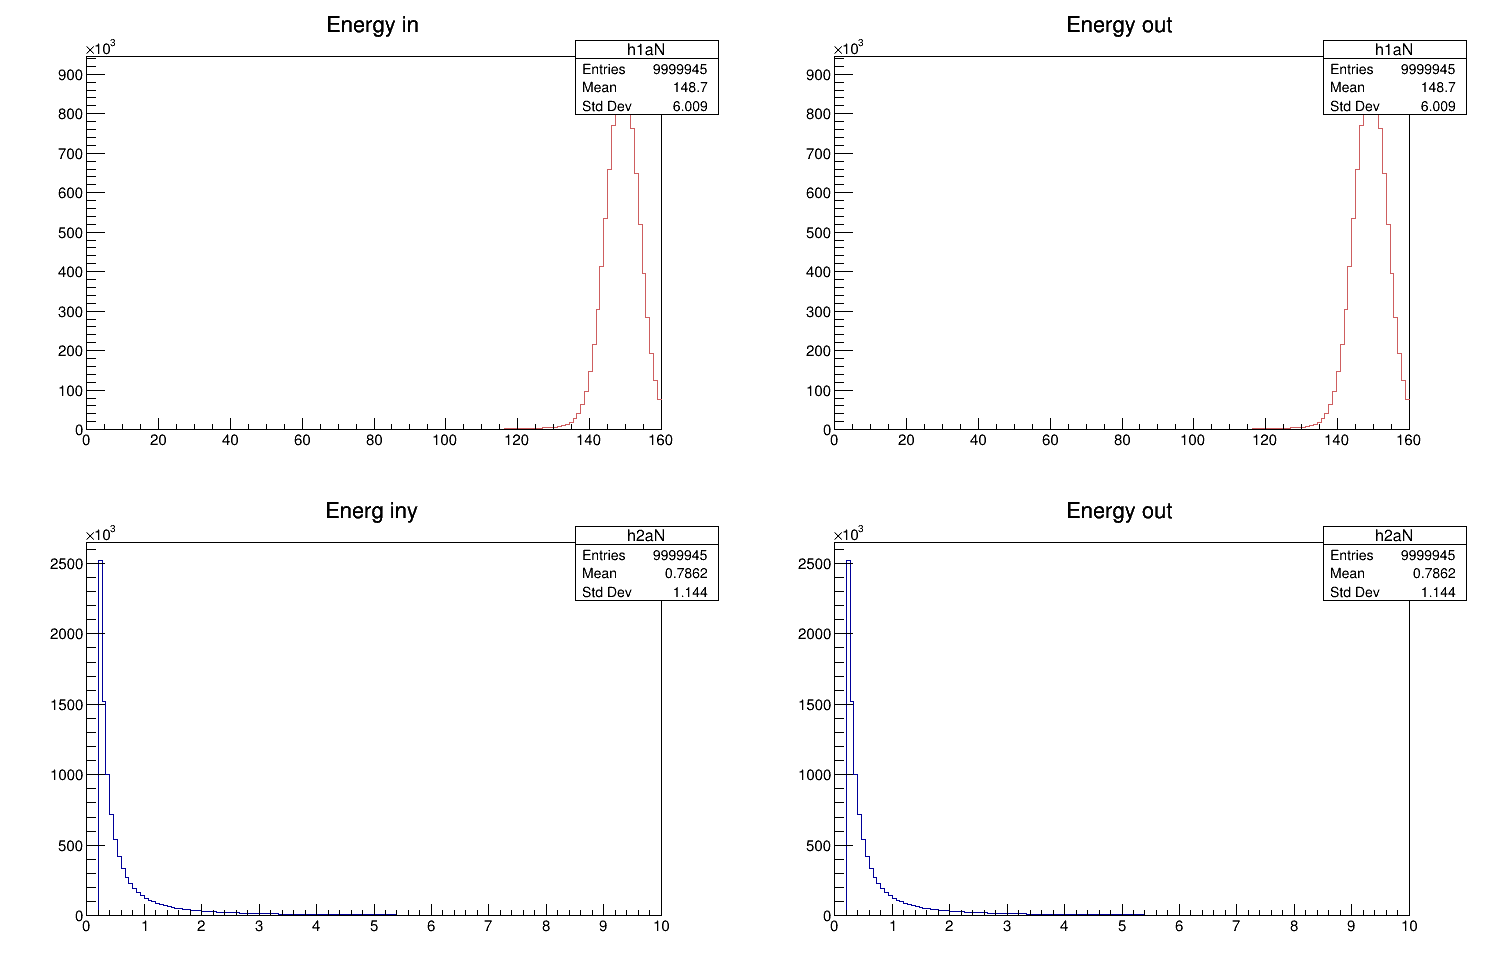 Energy in
×10³
h1aN
Entries 9999945
Mean 148.7
Std Dev 6.009
900
800
700
600
500
400
300
200
100
0
0 20 40 60 80 100 120 140 160
Energy out
×10³
h1aN
Entries 9999945
Mean 148.7
Std Dev 6.009
900
800
700
600
500
400
300
200
100
0
0 20 40 60 80 100 120 140 160
Energ iny
×10³
h2aN
Entries 9999945
Mean 0.7862
Std Dev 1.144
2500
2000
1500
1000
500
0
0 1 2 3 4 5 6 7 8 9 10
Energy out
×10³
h2aN
Entries 9999945
Mean 0.7862
Std Dev 1.144
2500
2000
1500
1000
500
0
0 1 2 3 4 5 6 7 8 9 10